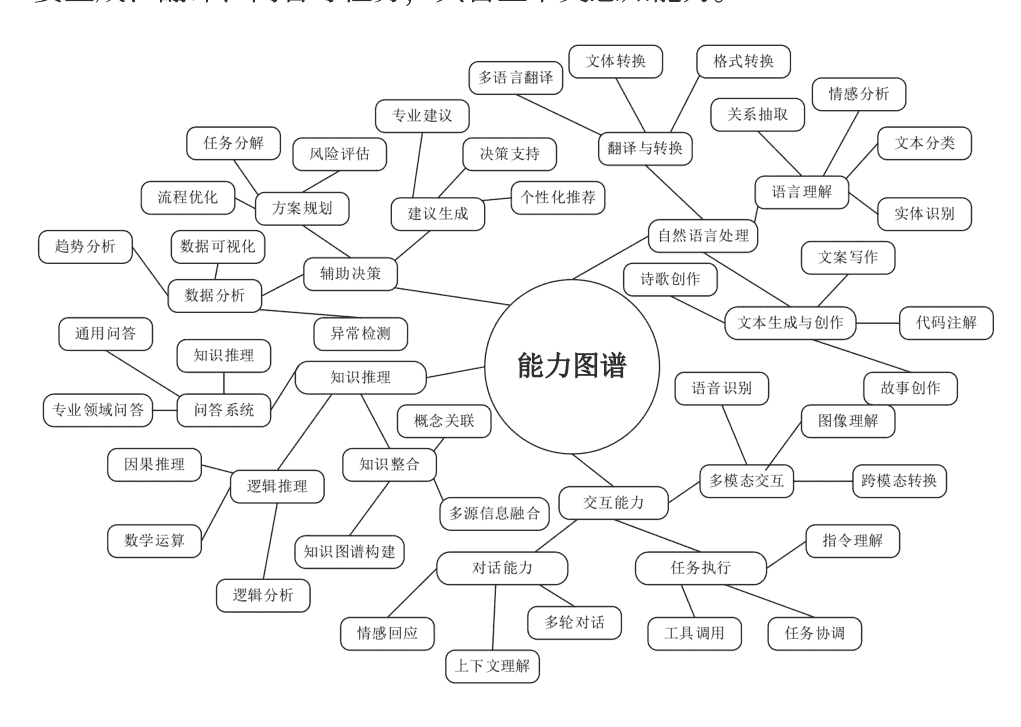 能力图谱
自然语言处理
翻译与转换
多语言翻译
文体转换
格式转换
语言理解
关系抽取
情感分析
文本分类
实体识别
文本生成与创作
诗歌创作
文案写作
代码注解
故事创作
交互能力
多模态交互
语音识别
图像理解
跨模态转换
任务执行
指令理解
任务协调
工具调用
对话能力
多轮对话
上下文理解
情感回应
知识推理
知识整合
概念关联
多源信息融合
知识图谱构建
逻辑推理
因果推理
数学运算
逻辑分析
问答系统
通用问答
知识推理
专业领域问答
辅助决策
数据分析
趋势分析
数据可视化
异常检测
方案规划
任务分解
风险评估
流程优化
建议生成
专业建议
决策支持
个性化推荐